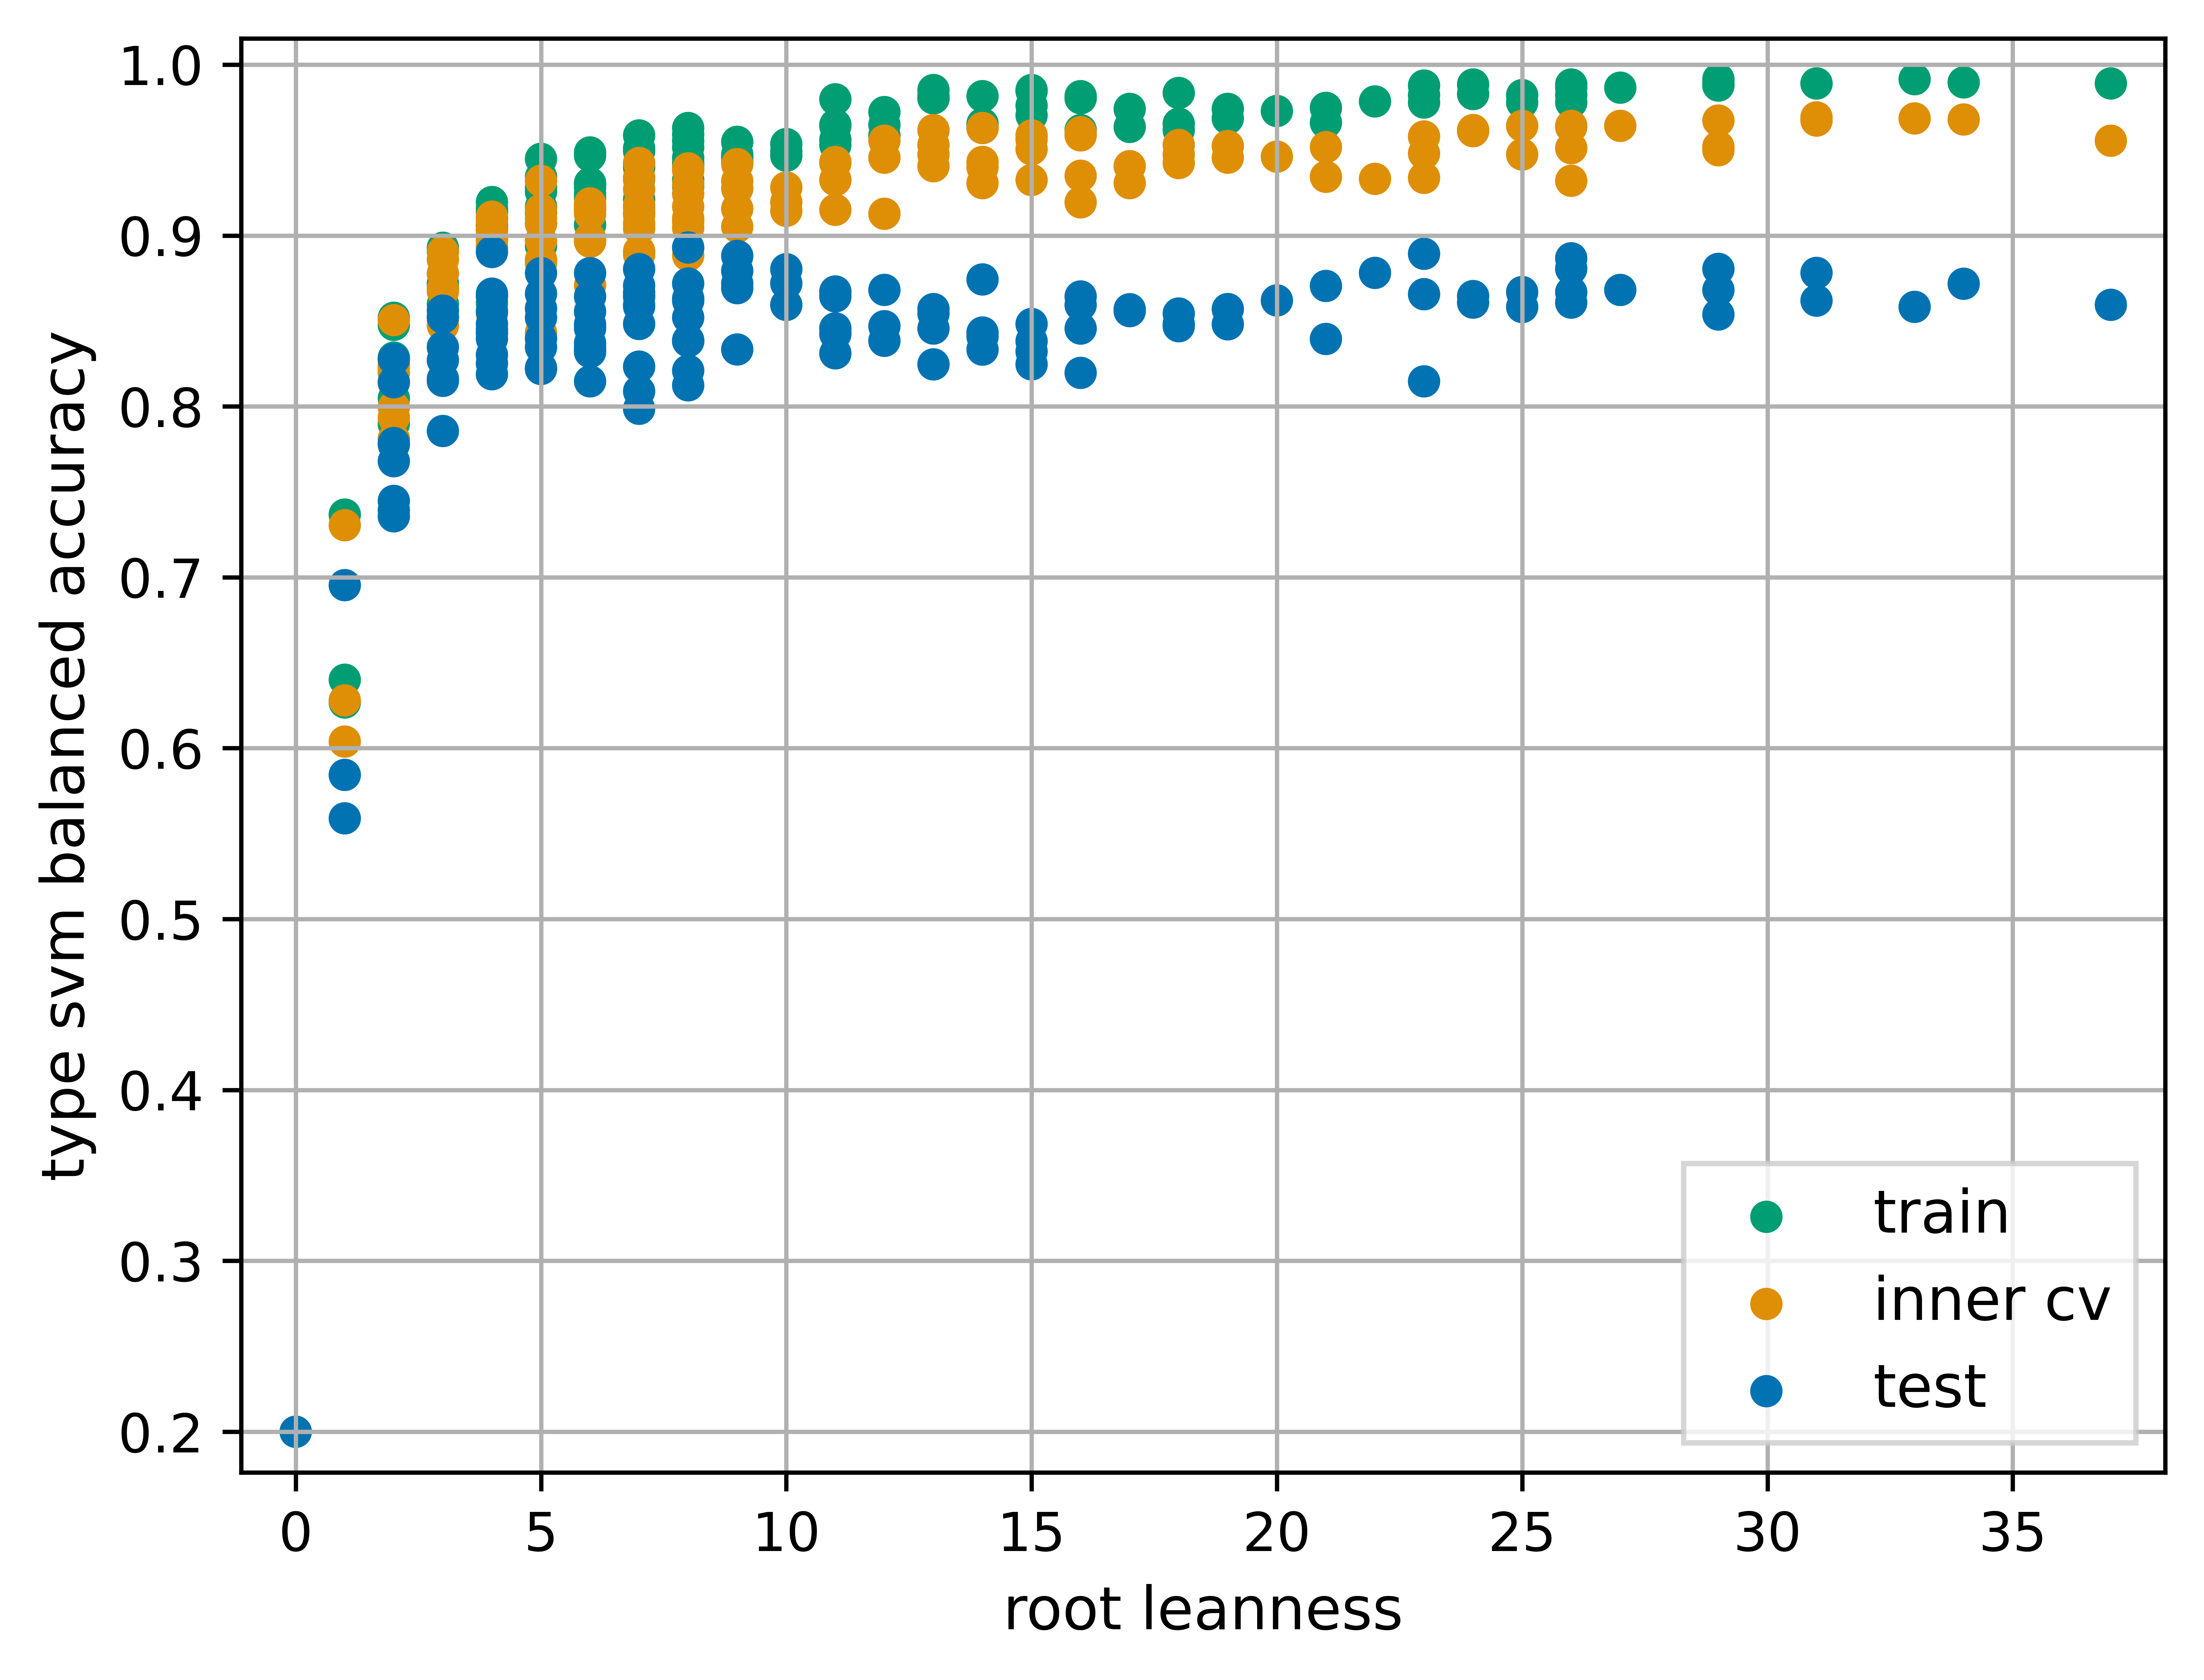 1.0
0.9
0.8
0.7
0.6
0.5
0.4
0.3
0.2
type svm balanced accuracy
train
inner cv
test
0 5 10 15 20 25 30 35
root leanness